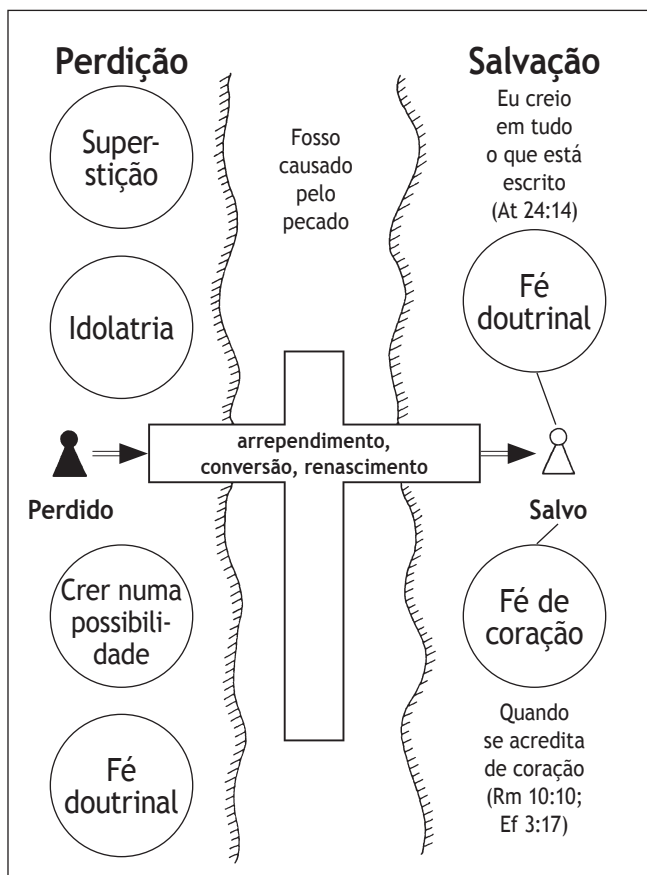 Perdição
Super-
stição
Idolatria
Perdido
Crer numa
possibili-
dade
Fé
doutrinal
Fosso
causado
pelo
pecado
arrependimento,
conversão, renascimento
Salvação
Eu creio
em tudo
o que está
escrito
(At 24:14)
Fé
doutrinal
Salvo
Fé de
coração
Quando
se acredita
de coração
(Rm 10:10;
Ef 3:17)